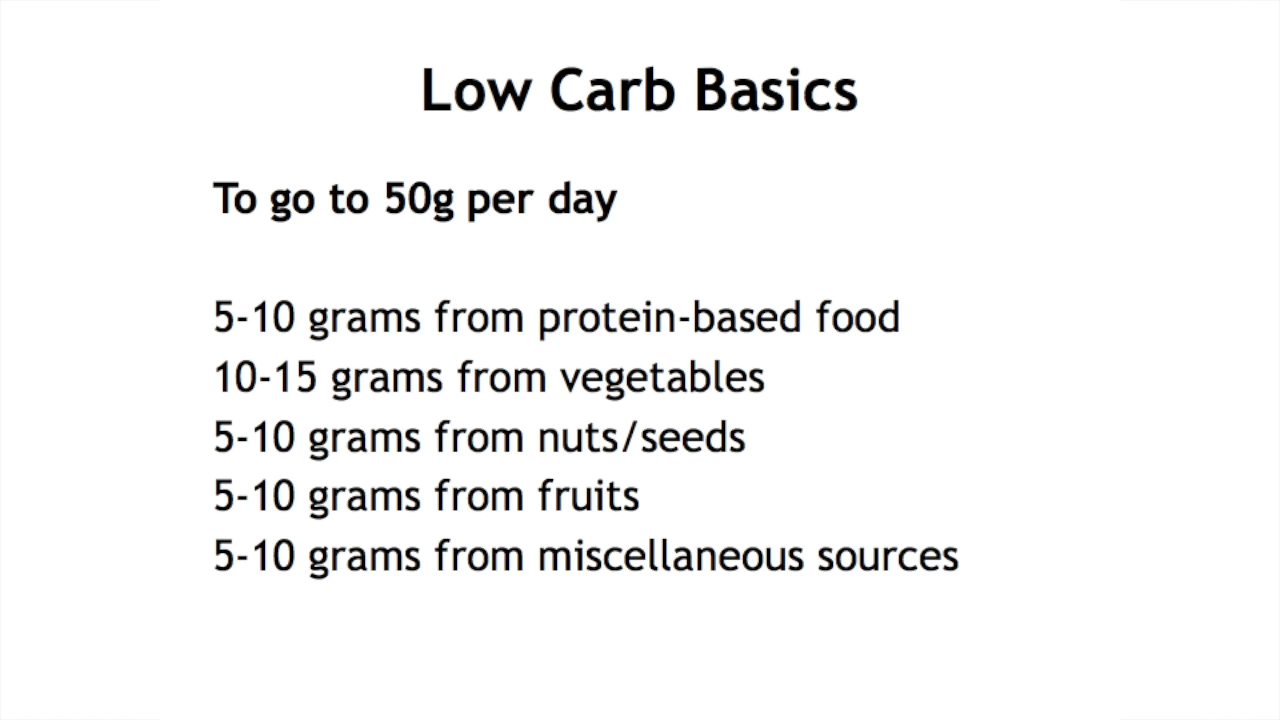 Low Carb Basics
To go to 50g per day
5-10 grams from protein-based food
10-15 grams from vegetables
5-10 grams from nuts/seeds
5-10 grams from fruits
5-10 grams from miscellaneous sources